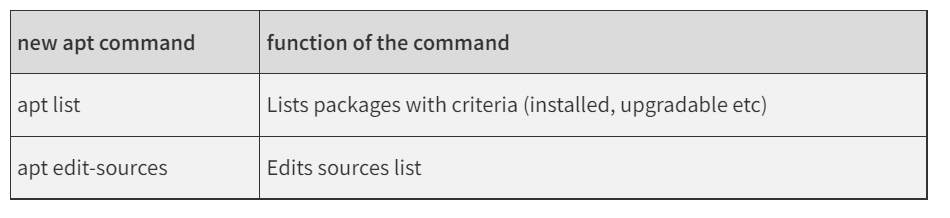 new apt command function of the command
apt list Lists packages with criteria (installed, upgradable etc)
apt edit-sources Edits sources list